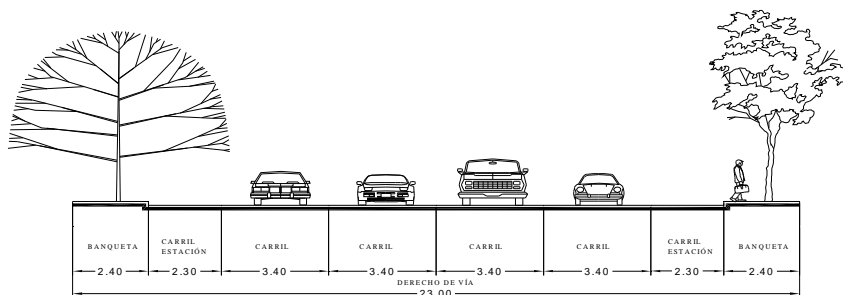 BANQUETA
CARRIL
ESTACIÓN
CARRIL
CARRIL
CARRIL
CARRIL
CARRIL
ESTACIÓN
BANQUETA
2.40
2.30
3.40
3.40
3.40
3.40
2.30
2.40
DERECHO DE VÍA
23.00